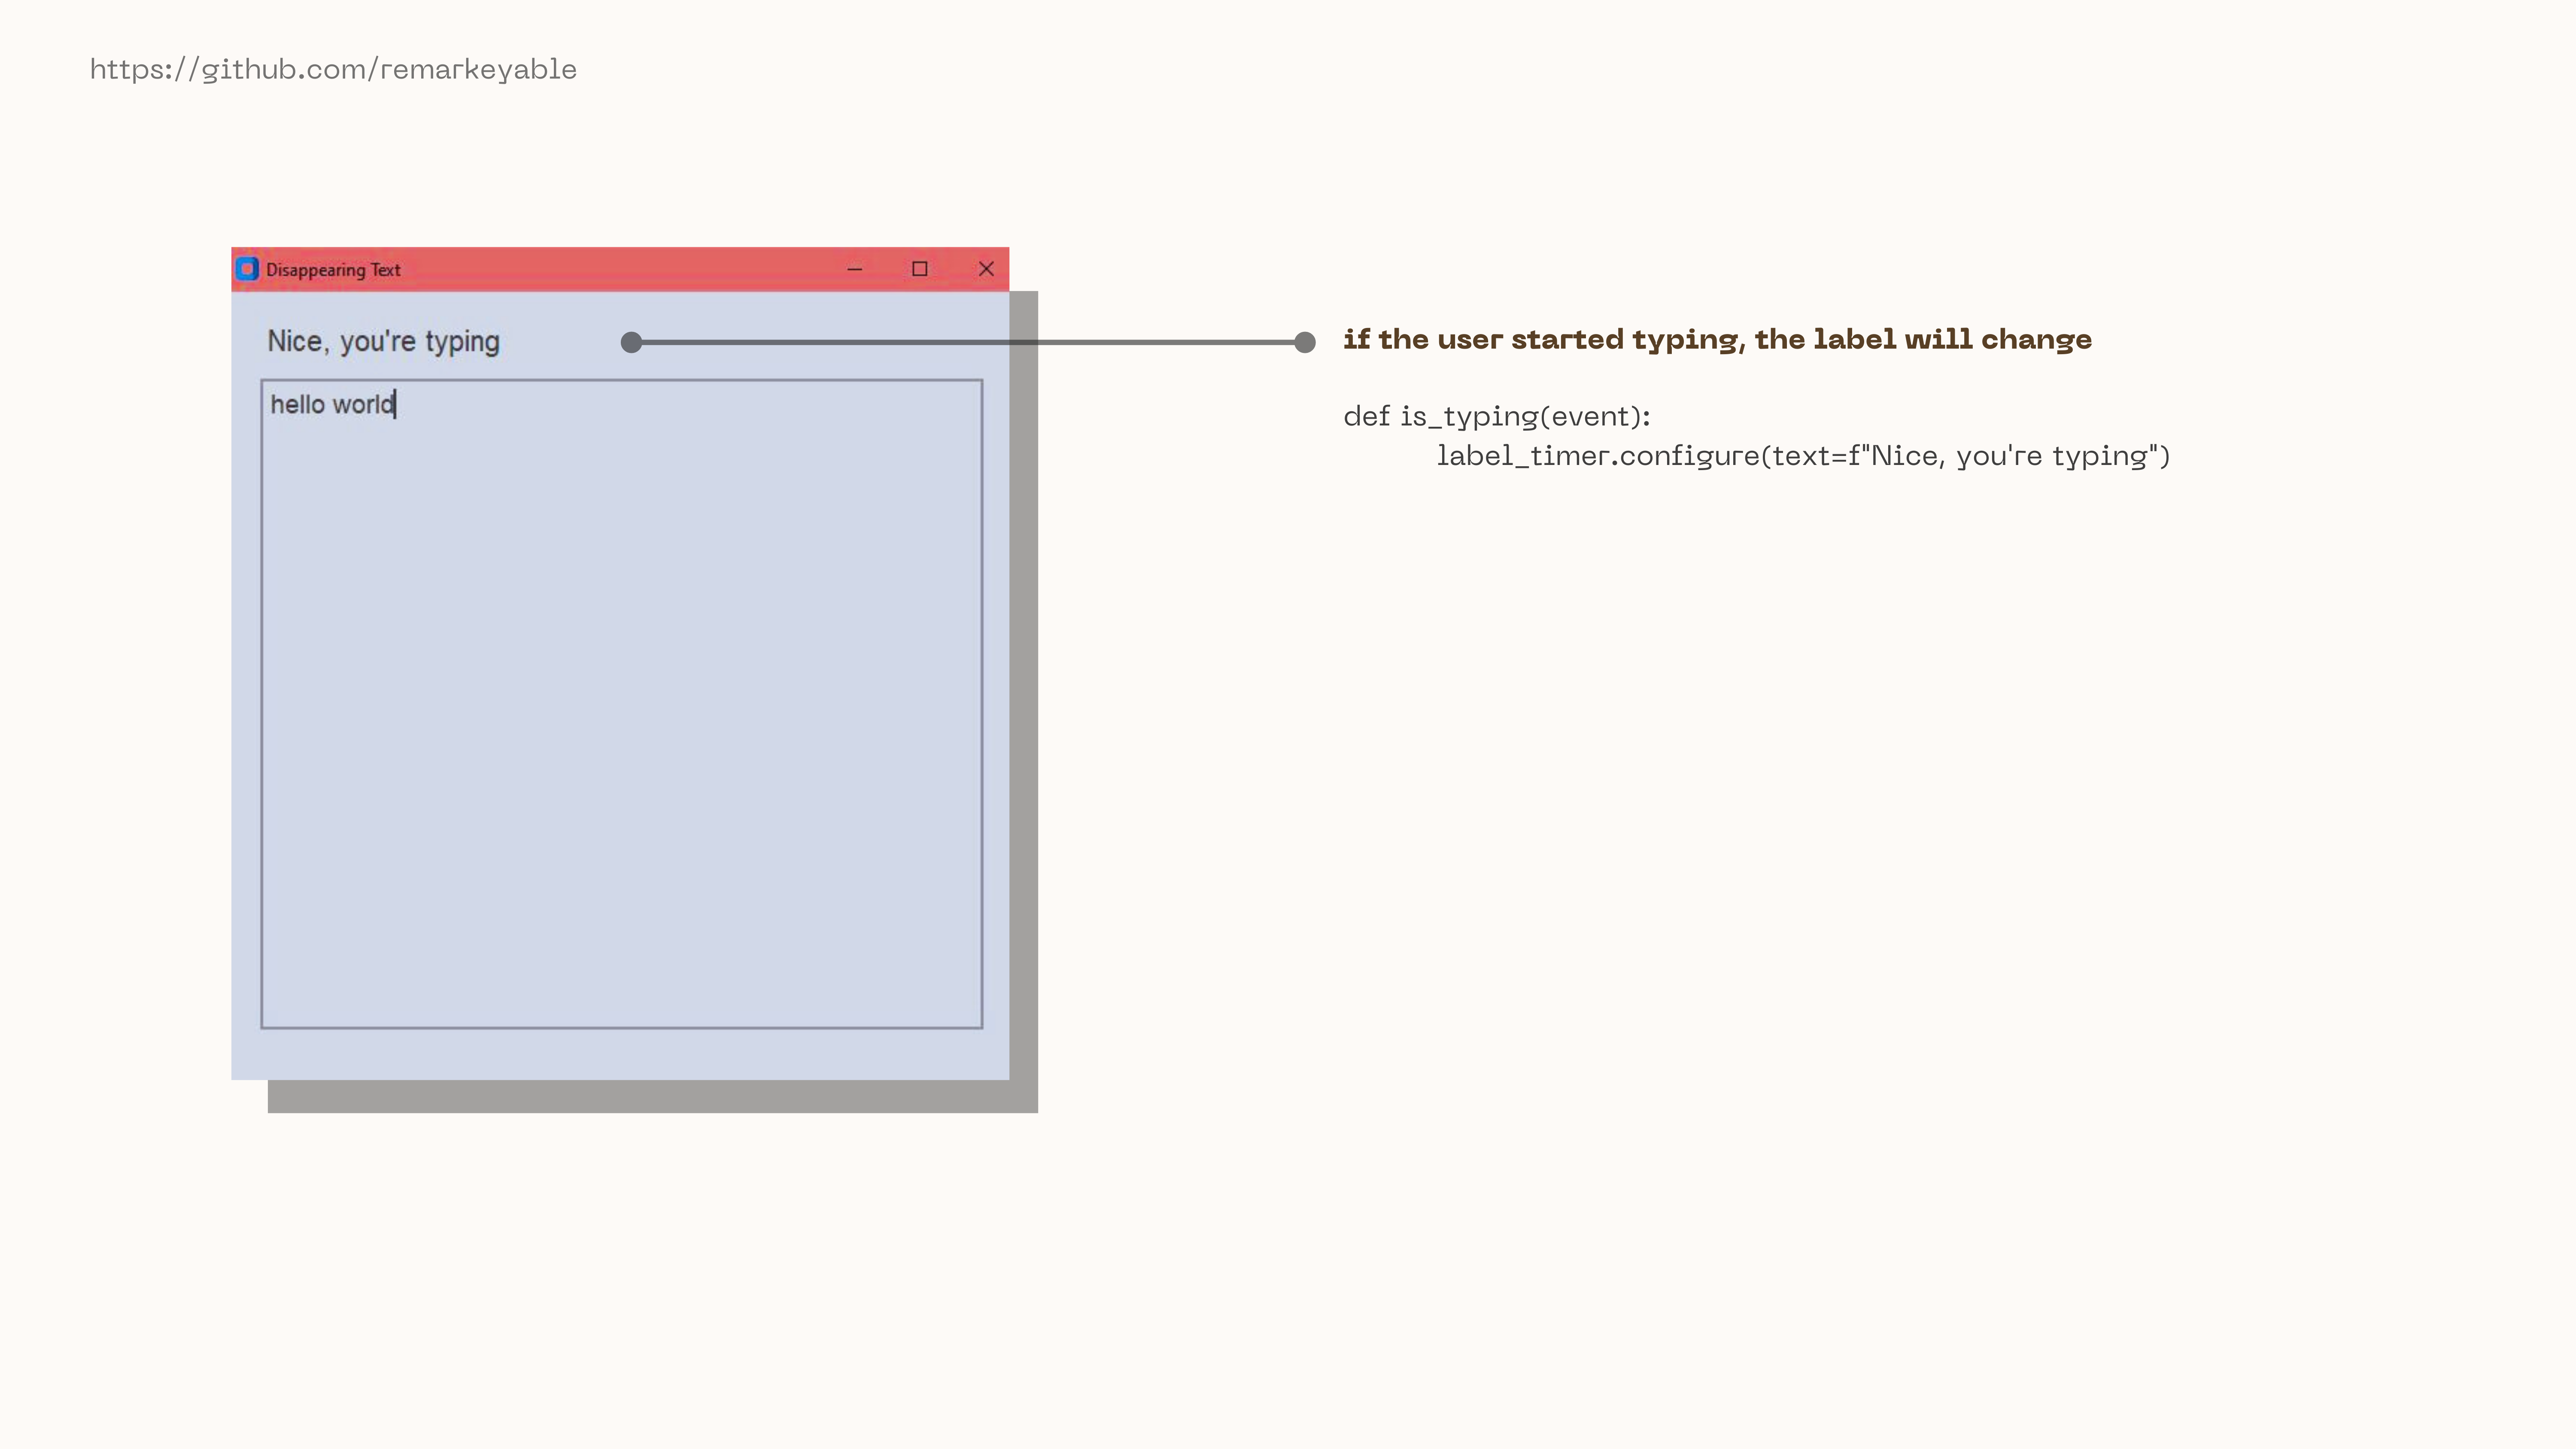 https://github.com/remarkeyable
Disappearing Text
Nice, you're typing
hello world
if the user started typing, the label will change
def is_typing(event):
label_timer.configure(text=f"Nice, you're typing")